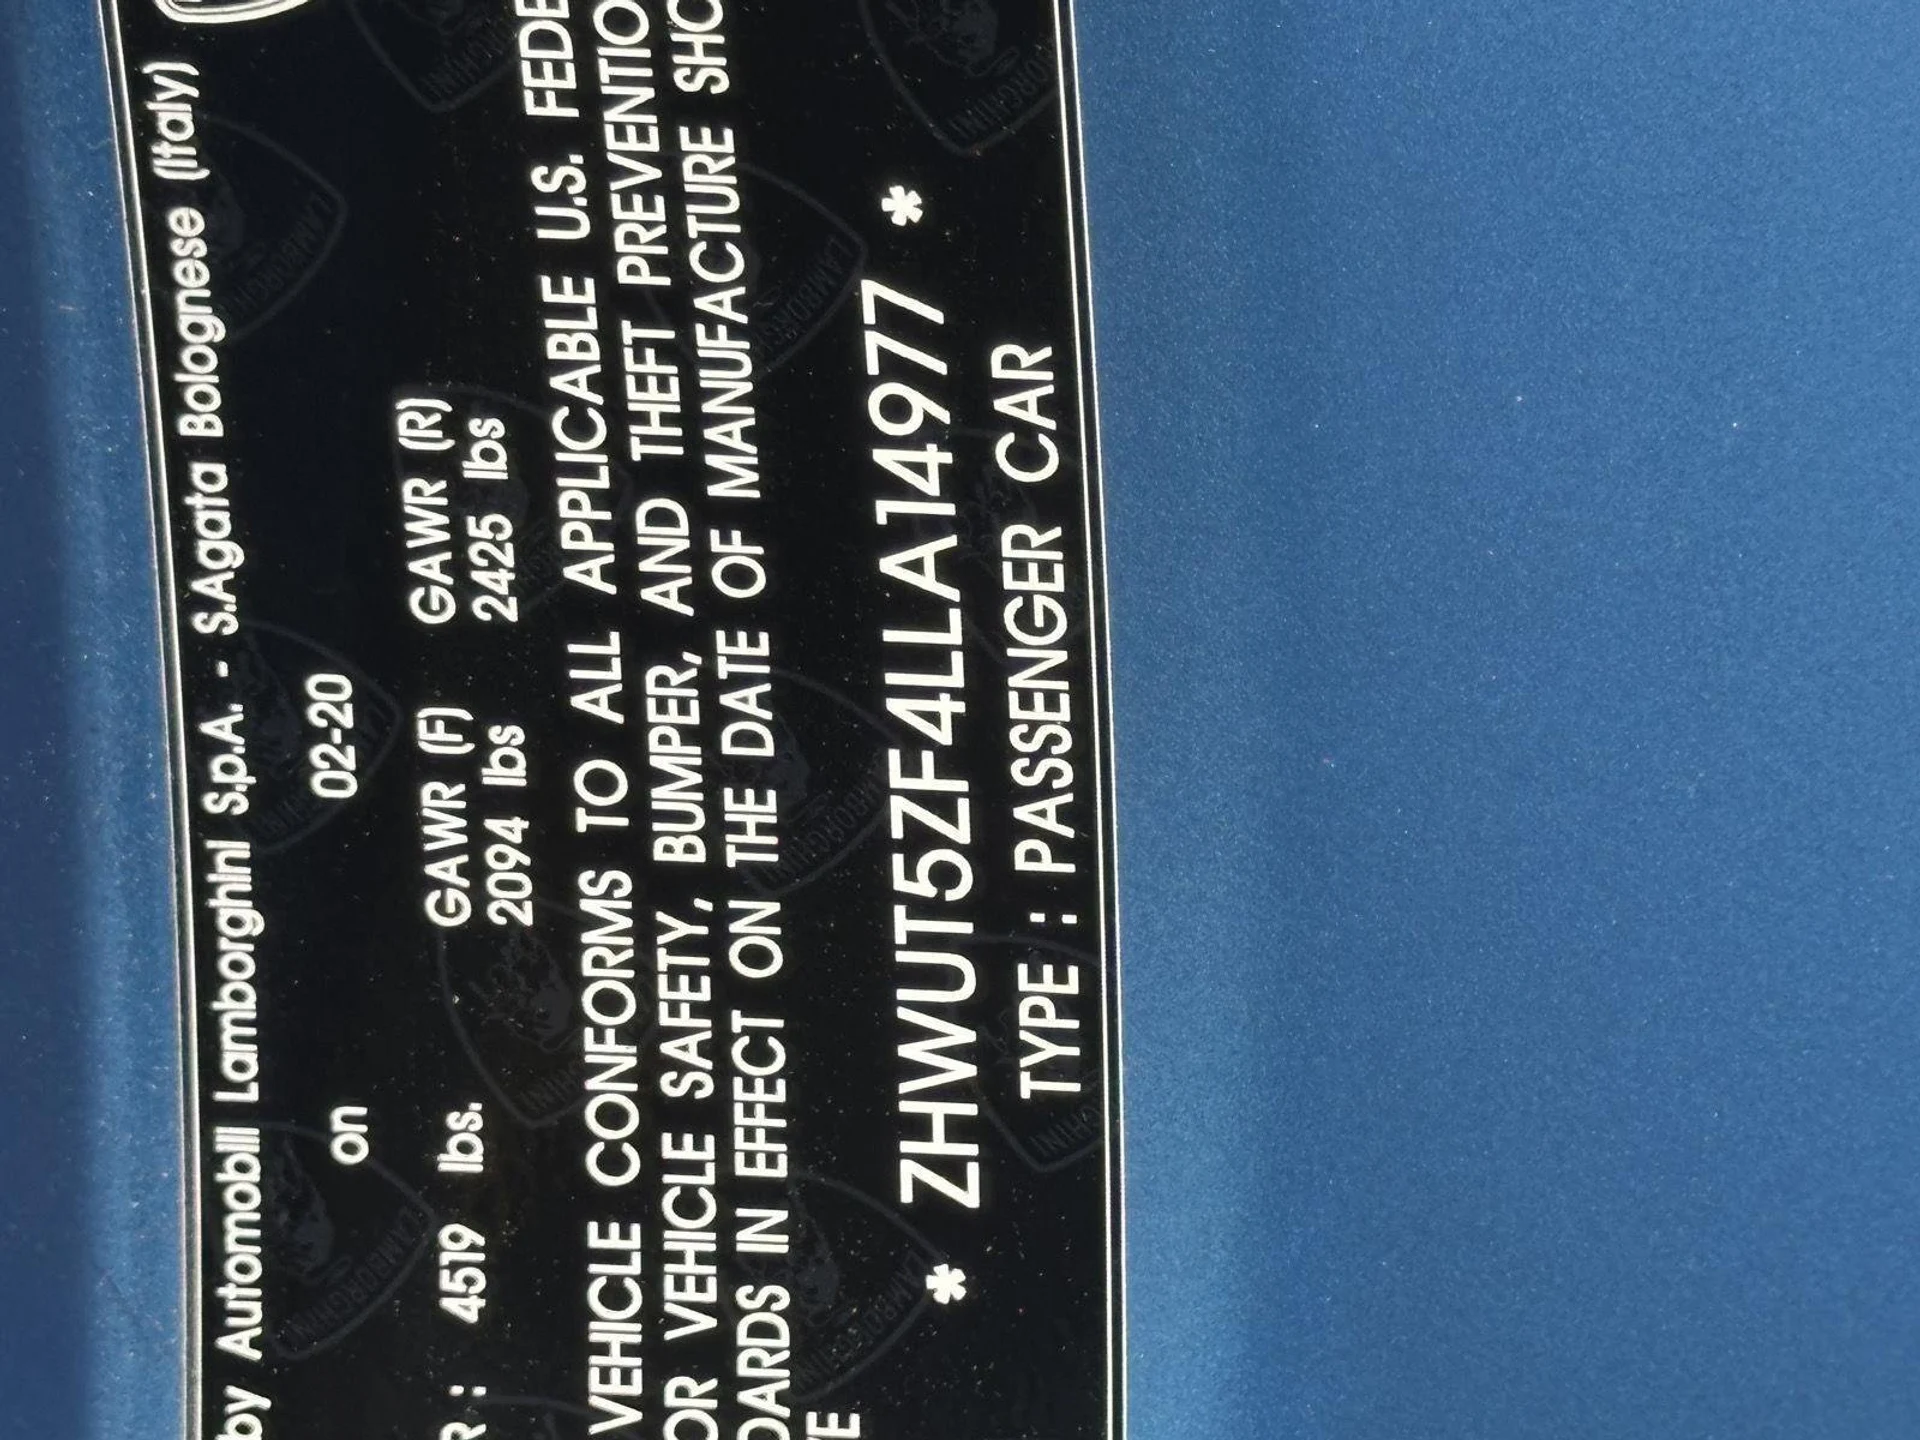 by Automobili Lamborghini S.p.A. - S.Agata Bolognese (Italy)
on 02-20
R : 4519 lbs. GAWR (F) GAWR (R)
2094 lbs 2425 lbs
VEHICLE CONFORMS TO ALL APPLICABLE U.S. FEDE
OR VEHICLE SAFETY, BUMPER, AND THEFT PREVENTIO
DARDS IN EFFECT ON THE DATE OF MANUFACTURE SHO
VE
* ZHWUT5ZF4LLA14977 *
TYPE : PASSENGER CAR